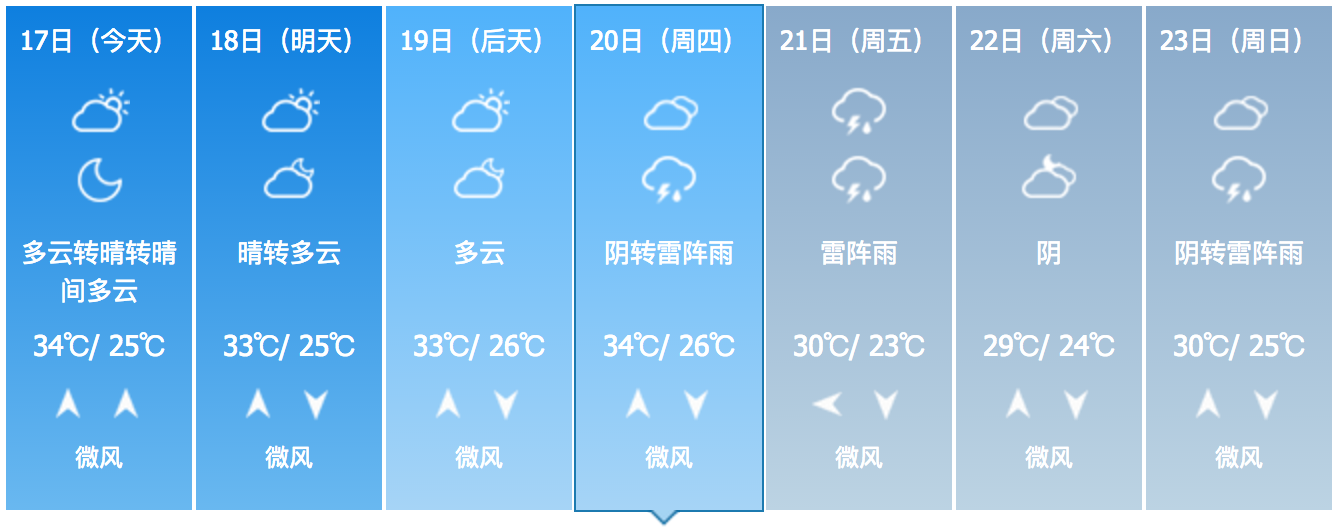 17日（今天）
多云转晴转晴
间多云
34℃/ 25℃
微风
18日（明天）
晴转多云
33℃/ 25℃
微风
19日（后天）
多云
33℃/ 26℃
微风
20日（周四）
阴转雷阵雨
34℃/ 26℃
微风
21日（周五）
雷阵雨
30℃/ 23℃
微风
22日（周六）
阴
29℃/ 24℃
微风
23日（周日）
阴转雷阵雨
30℃/ 25℃
微风